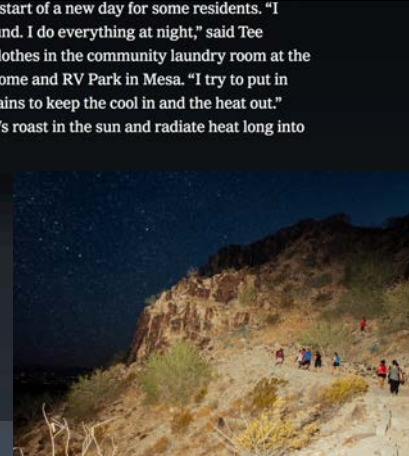 start of a new day for some residents. “I
und. I do everything at night,” said Tee
lothes in the community laundry room at the
ome and RV Park in Mesa. “I try to put in
ains to keep the cool in and the heat out.”
’s roast in the sun and radiate heat long into